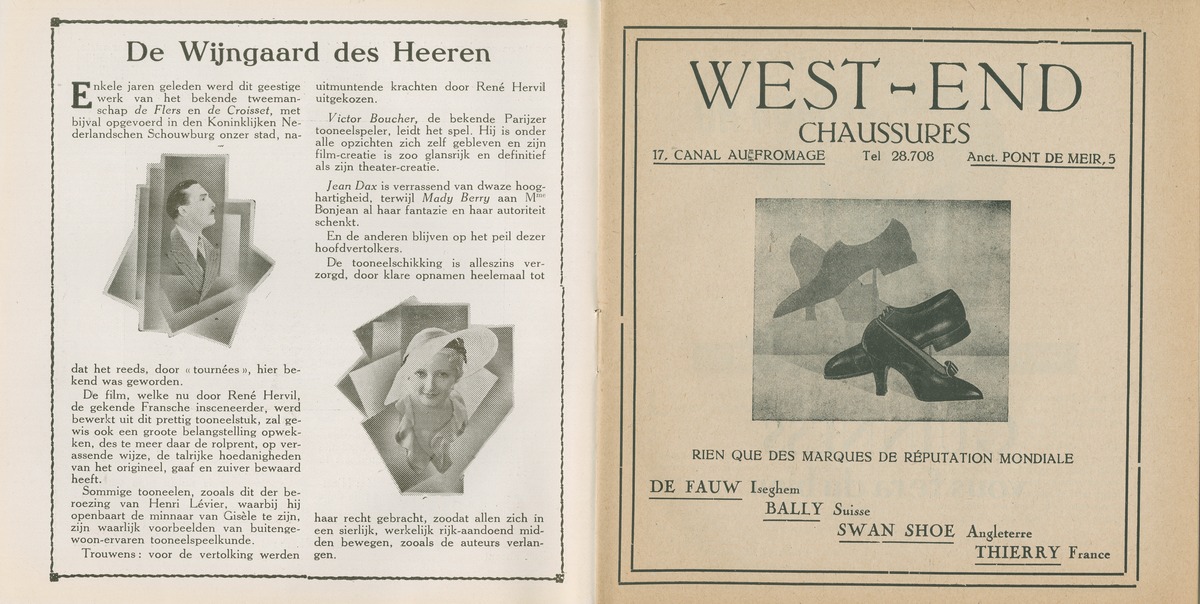 De Wijngaard des Heeren
Enkele jaren geleden werd dit geestige
werk van het bekende tweeman-
schap de Flers en de Croisset, met
bijval opgevoerd in den Koninklijken Ne-
derlandschen Schouwburg onzer stad, na-
dat het reeds, door « tournées », hier be-
kend was geworden.
De film, welke nu door René Hervil,
de gekende Fransche insceneerder, werd
bewerkt uit dit prettig tooneelstuk, zal ge-
wis ook een groote belangstelling opwek-
ken, des te meer daar de rolprent, op ver-
assende wijze, de talrijke hoedanigheden
van het origineel, gaaf en zuiver bewaard
heeft.
Sommige tooneelen, zooals dit der be-
roezing van Henri Lévier, waarbij hij
openbaart de minnaar van Gisèle te zijn,
zijn waarlijk voorbeelden van buitenge-
woon-ervaren tooneelspeelkunde.
Trouwens : voor de vertolking werden
uitmuntende krachten door René Hervil
uitgekozen.
Victor Boucher, de bekende Parijzer
tooneelspeler, leidt het spel. Hij is onder
alle opzichten zich zelf gebleven en zijn
film-creatie is zoo glansrijk en definitief
als zijn theater-creatie.
Jean Dax is verrassend van dwaze hoog-
hartigheid, terwijl Mady Berry aan Mme
Bonjean al haar fantazie en haar autoriteit
schenkt.
En de anderen blijven op het peil dezer
hoofdvertolkers.
De tooneelschikking is alleszins ver-
zorgd, door klare opnamen heelemaal tot
haar recht gebracht, zoodat allen zich in
een sierlijk, werkelijk rijk-aandoend mid-
den bewegen, zooals de auteurs verlan-
gen.
WEST-END
CHAUSSURES
17, CANAL AU FROMAGE Tel 28.708 Anct. PONT DE MEIR, 5
RIEN QUE DES MARQUES DE RÉPUTATION MONDIALE
DE FAUW Iseghem
BALLY Suisse
SWAN SHOE Angleterre
THIERRY France